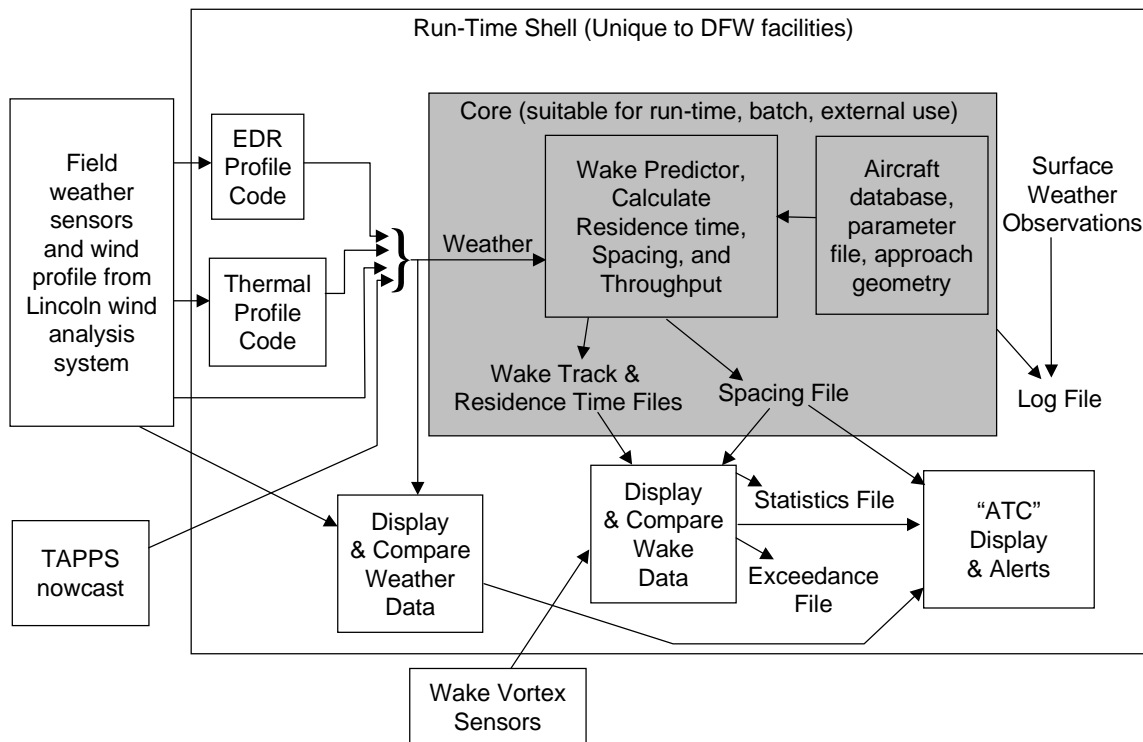 Run-Time Shell (Unique to DFW facilities)
Field
weather
sensors
and wind
profile from
Lincoln wind
analysis
system
EDR
Profile
Code
Thermal
Profile
Code
}
Weather
Core (suitable for run-time, batch, external use)
Wake Predictor,
Calculate
Residence time,
Spacing, and
Throughput
Aircraft
database,
parameter
file, approach
geometry
Surface
Weather
Observations
Wake Track &
Residence Time Files
Spacing File
Log File
TAPPS
nowcast
Display
& Compare
Weather
Data
Display
& Compare
Wake
Data
Statistics File
Exceedance
File
“ATC”
Display
& Alerts
Wake Vortex
Sensors